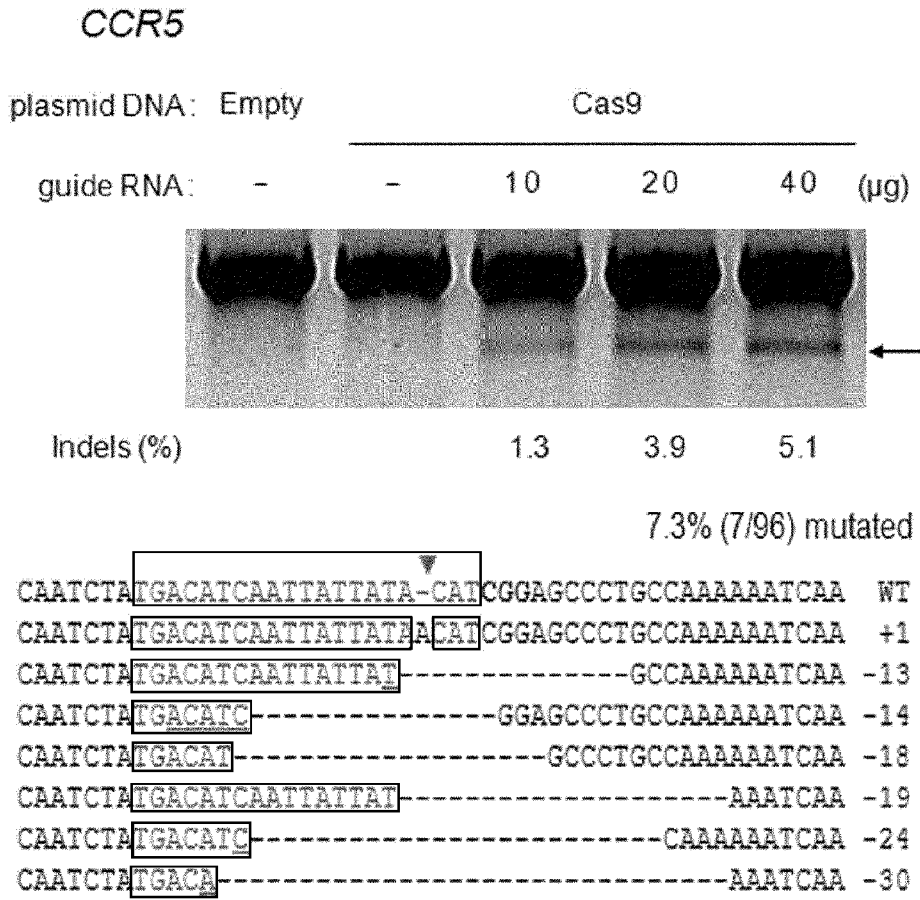 CCR5
plasmid DNA: Empty Cas9
guide RNA: - - 10 20 40 (µg)
Indels (%) 1.3 3.9 5.1
7.3% (7/96) mutated
CAATCTATGACATCAATTATTATA-CATCGGAGCCCTGCCAAAAAATCAA WT
CAATCTATGACATCAATTATTATAACATCGGAGCCCTGCCAAAAAATCAA +1
CAATCTATGACATCAATTATTAT--------------GCCAAAAAATCAA -13
CAATCTATGACATC---------------GGAGCCCTGCCAAAAAATCAA -14
CAATCTATGACAT-------------------GCCCTGCCAAAAAATCAA -18
CAATCTATGACATCAATTATTAT--------------------AAATCAA -19
CAATCTATGACATC-------------------------CAAAAAATCAA -24
CAATCTATGACA-------------------------------AAATCAA -30